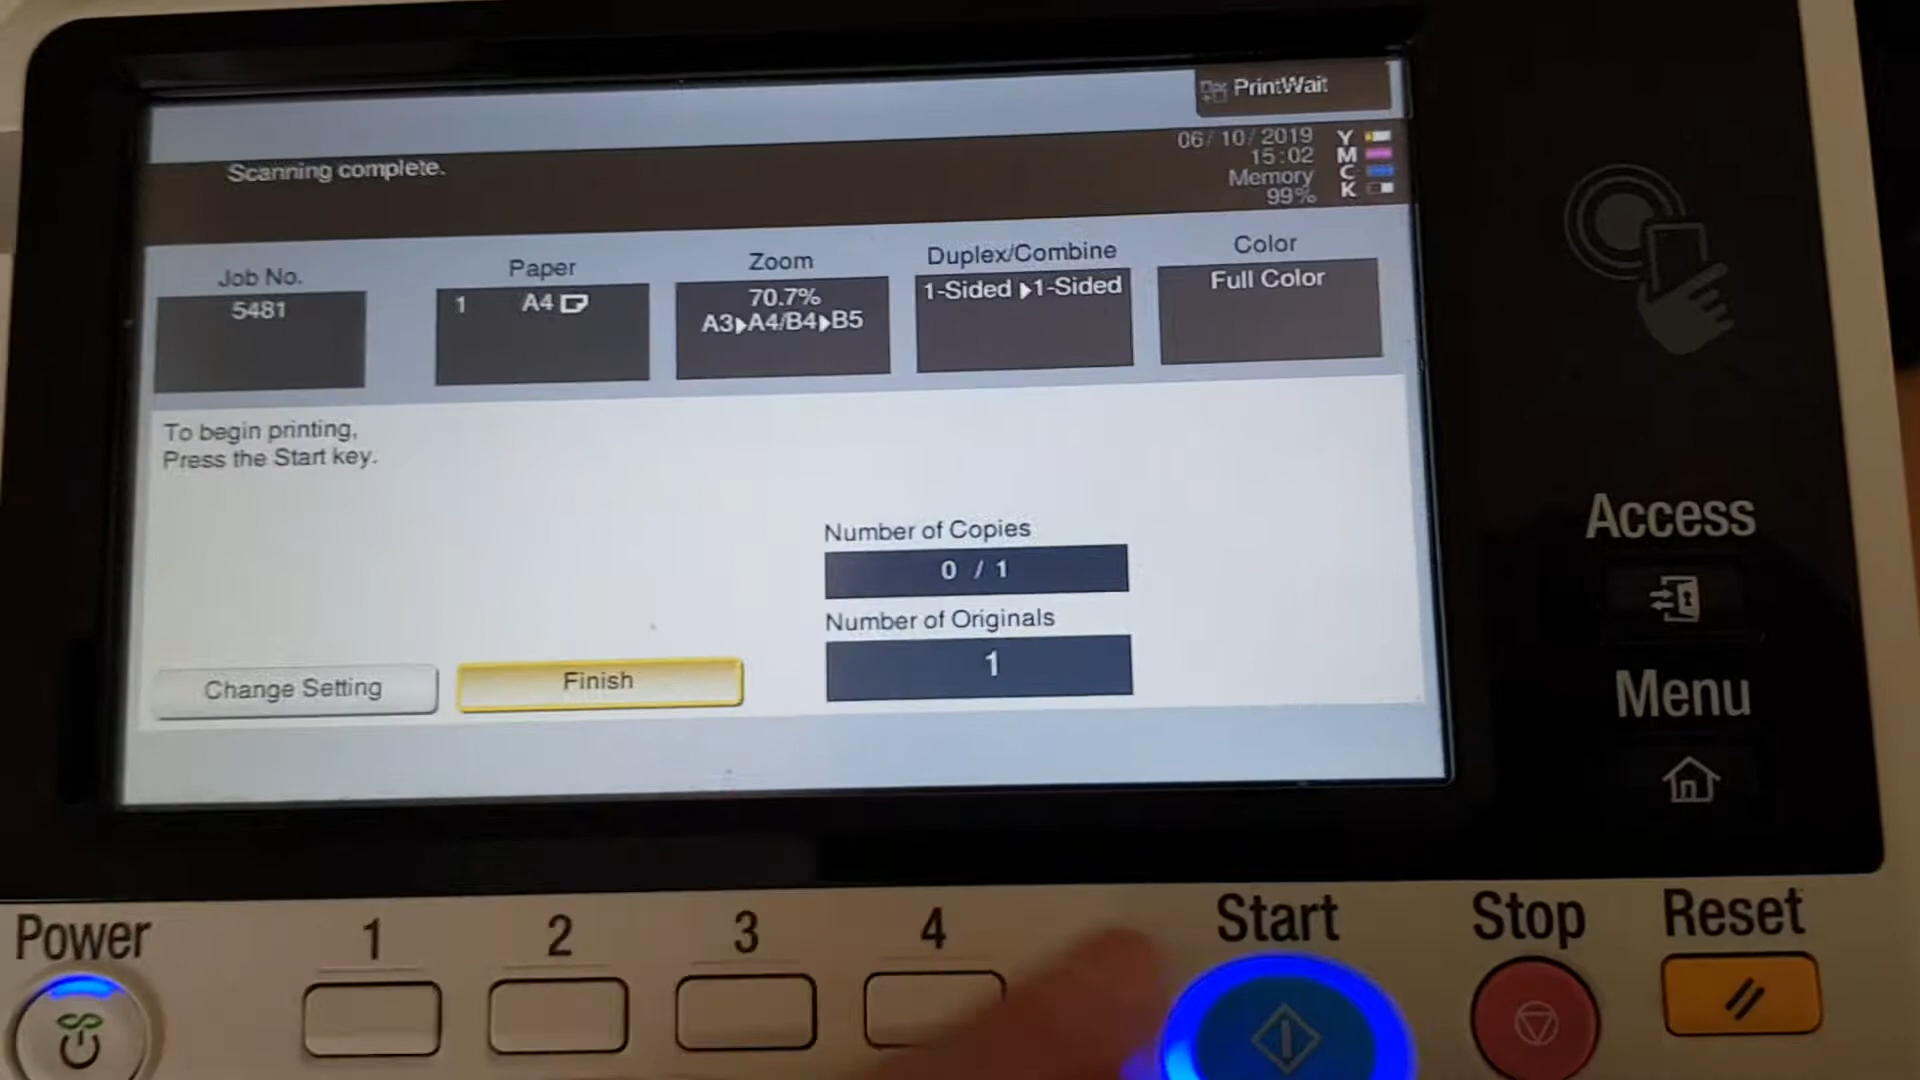 PrintWait
Scanning complete.
06/10/2019
15:02
Memory
99%
Y
M
C
K
Job No.
5481
Paper
1 A4
Zoom
70.7%
A3▶A4/B4▶B5
Duplex/Combine
1-Sided ▶1-Sided
Color
Full Color
To begin printing,
Press the Start key.
Number of Copies
0 / 1
Number of Originals
1
Change Setting
Finish
Access
Menu
Power
1
2
3
4
Start
Stop
Reset